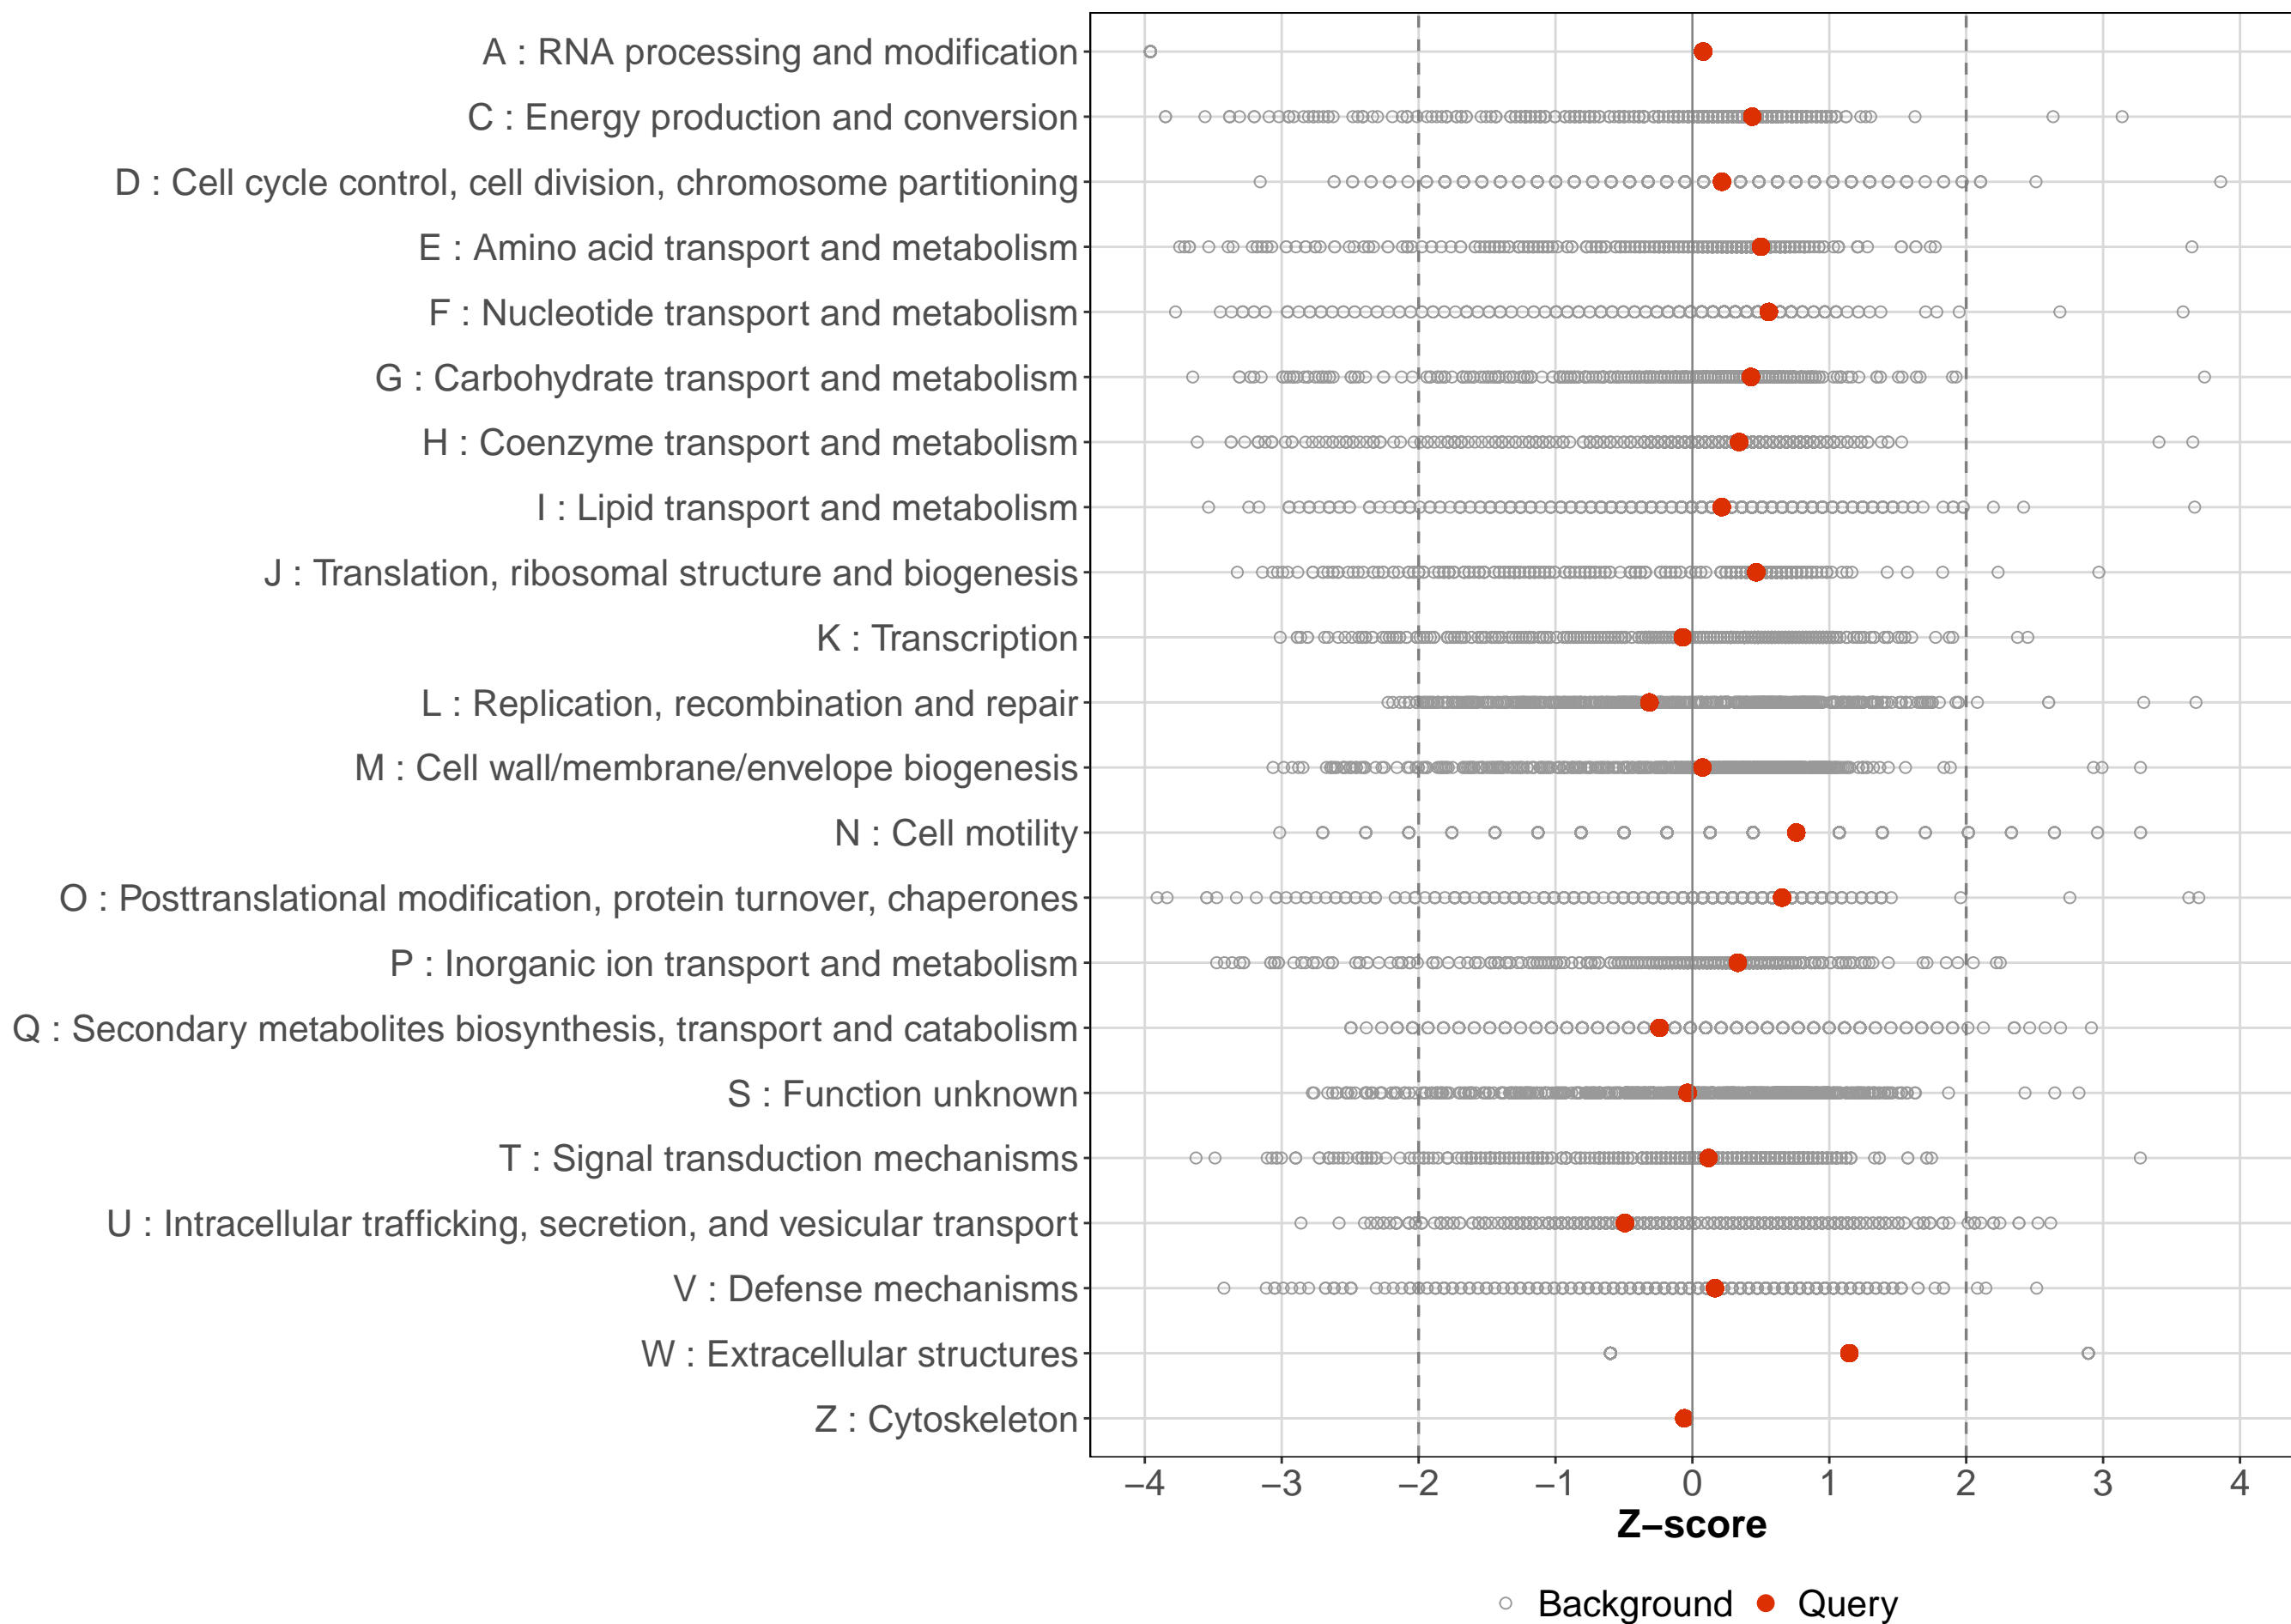 A : RNA processing and modification
C : Energy production and conversion
D : Cell cycle control, cell division, chromosome partitioning
E : Amino acid transport and metabolism
F : Nucleotide transport and metabolism
G : Carbohydrate transport and metabolism
H : Coenzyme transport and metabolism
I : Lipid transport and metabolism
J : Translation, ribosomal structure and biogenesis
K : Transcription
L : Replication, recombination and repair
M : Cell wall/membrane/envelope biogenesis
N : Cell motility
O : Posttranslational modification, protein turnover, chaperones
P : Inorganic ion transport and metabolism
Q : Secondary metabolites biosynthesis, transport and catabolism
S : Function unknown
T : Signal transduction mechanisms
U : Intracellular trafficking, secretion, and vesicular transport
V : Defense mechanisms
W : Extracellular structures
Z : Cytoskeleton
−4 −3 −2 −1 0 1 2 3 4
Z−score
Background Query